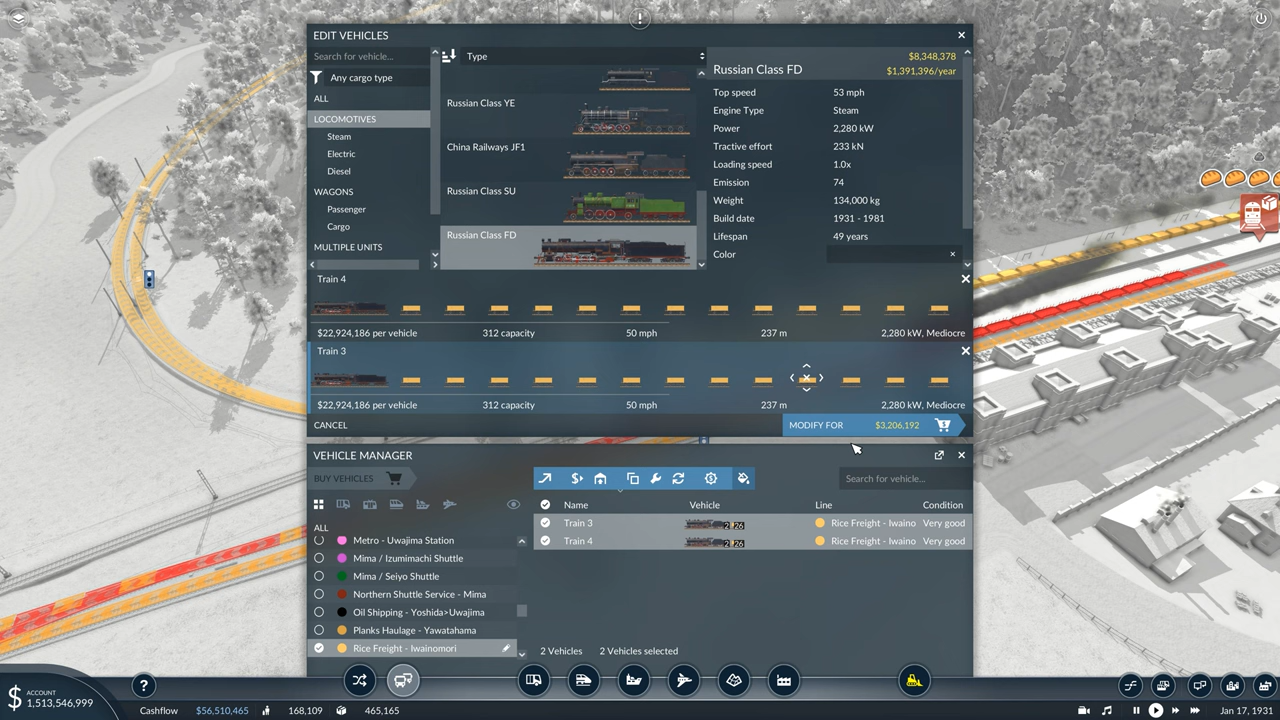 EDIT VEHICLES
Search for vehicle...
Any cargo type
ALL
LOCOMOTIVES
Steam
Electric
Diesel
WAGONS
Passenger
Cargo
MULTIPLE UNITS
Type
Russian Class YE
China Railways JF1
Russian Class SU
Russian Class FD
$8,348,378
Russian Class FD
$1,391,396/year
Top speed 53 mph
Engine Type Steam
Power 2,280 kW
Tractive effort 233 kN
Loading speed 1.0x
Emission 74
Weight 134,000 kg
Build date 1931 - 1981
Lifespan 49 years
Color
Train 4
$22,924,186 per vehicle 312 capacity 50 mph 237 m 2,280 kW, Mediocre
Train 3
$22,924,186 per vehicle 312 capacity 50 mph 237 m 2,280 kW, Mediocre
CANCEL
MODIFY FOR $3,206,192
VEHICLE MANAGER
BUY VEHICLES
Search for vehicle...
ALL
Metro - Uwajima Station
Mima / Izumimachi Shuttle
Mima / Seiyo Shuttle
Northern Shuttle Service - Mima
Oil Shipping - Yoshida>Uwajima
Planks Haulage - Yawatahama
Rice Freight - Iwainomori
Name Vehicle Line Condition
Train 3 2 26 Rice Freight - Iwaino Very good
Train 4 2 26 Rice Freight - Iwaino Very good
2 Vehicles 2 Vehicles selected
$ ACCOUNT
1,513,546,999
?
Cashflow $56,510,465 168,109 465,165
Jan 17, 1931